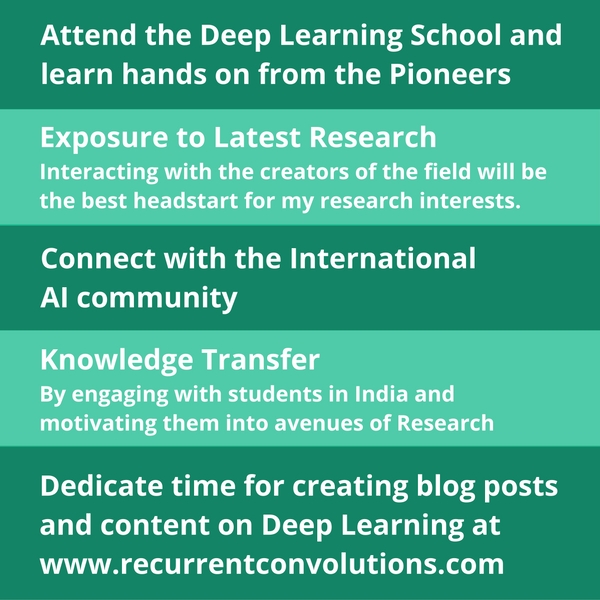 Attend the Deep Learning School and
learn hands on from the Pioneers
Exposure to Latest Research
Interacting with the creators of the field will be
the best headstart for my research interests.
Connect with the International
AI community
Knowledge Transfer
By engaging with students in India and
motivating them into avenues of Research
Dedicate time for creating blog posts
and content on Deep Learning at
www.recurrentconvolutions.com